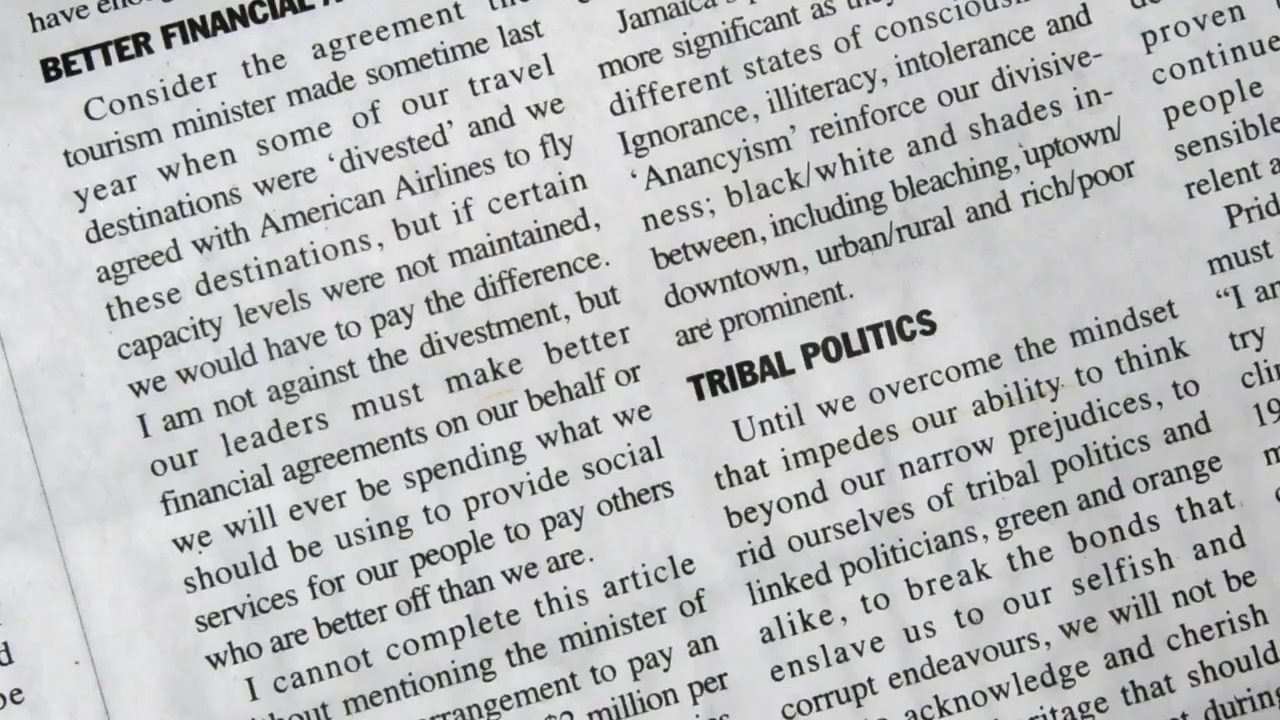 have
BETTER FINANCIAL
Consider the agreement
tourism minister made sometime last
year when some of our travel
destinations were ‘divested’ and we
agreed with American Airlines to fly
these destinations, but if certain
capacity levels were not maintained,
we would have to pay the difference.
I am not against the divestment, but
our leaders must make better
financial agreements on our behalf or
we will ever be spending what we
should be using to provide social
services for our people to pay others
who are better off than we are.
I cannot complete this article
mentioning the minister of
to pay an
million per
Jamaica's
more significant as
different states of
Ignorance, illiteracy, intolerance and
‘Anancyism’ reinforce our divisive-
ness; black/white and shades in-
between, including bleaching, uptown/
downtown, urban/rural and rich/poor
are prominent.
TRIBAL POLITICS
Until we overcome the mindset
that impedes our ability to think
beyond our narrow prejudices, to
rid ourselves of tribal politics and
linked politicians, green and orange
alike, to break the bonds that
enslave us to our selfish and
corrupt endeavours, we will not be
acknowledge and cherish
that should
during
proven
continue
people
sensible
relent
must
“I
try
19